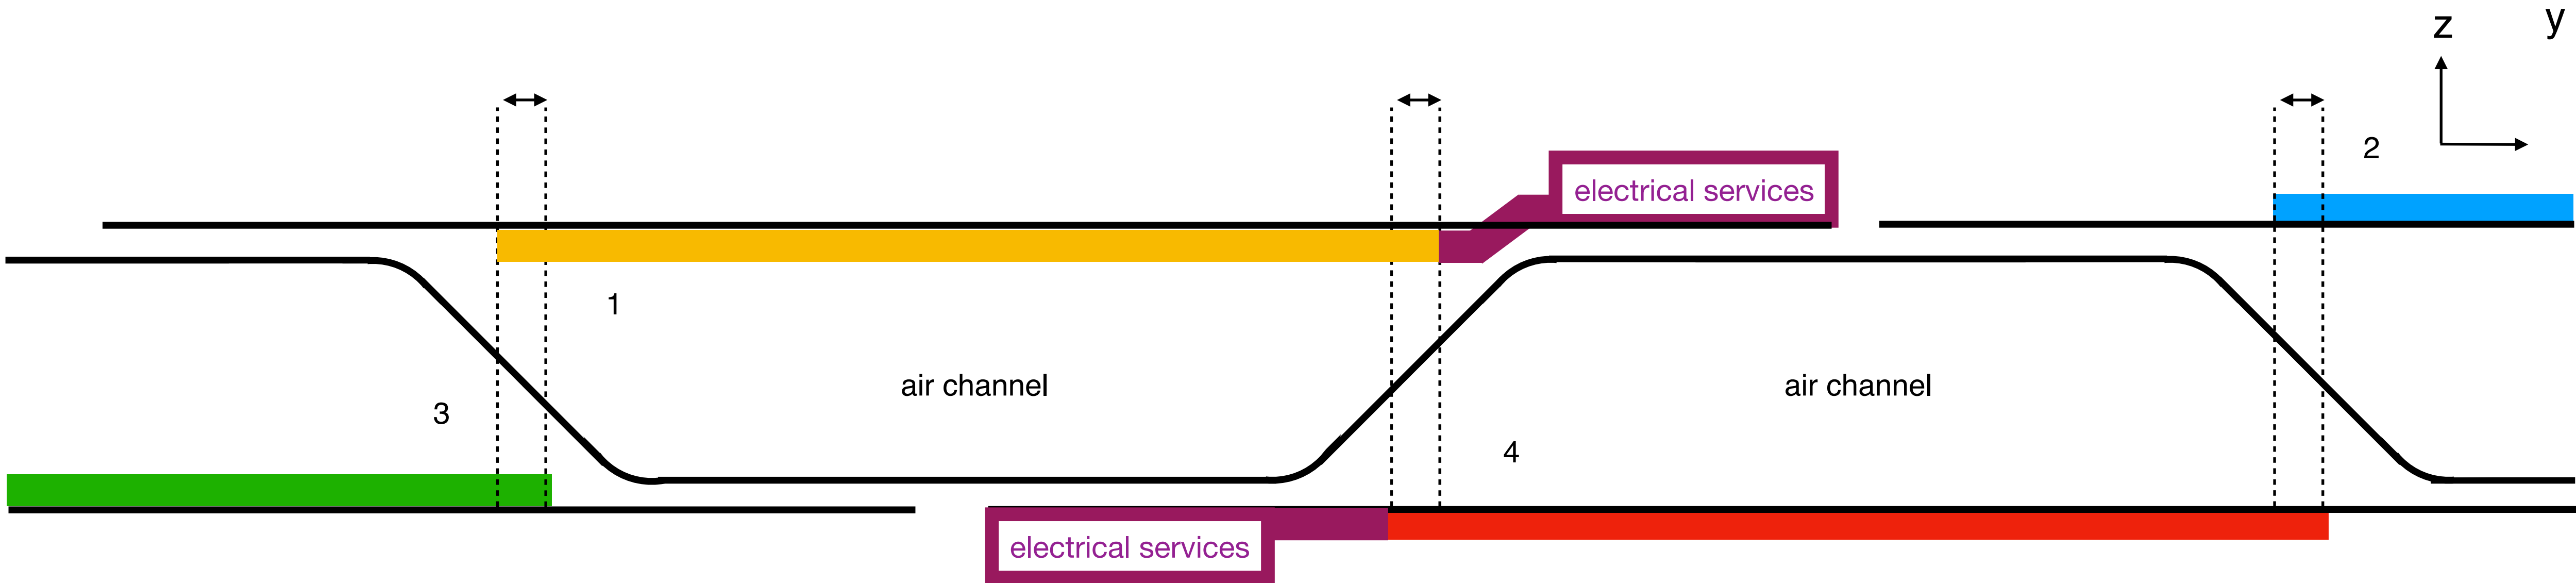 z
y
2
electrical services
1
air channel
air channel
3
4
electrical services